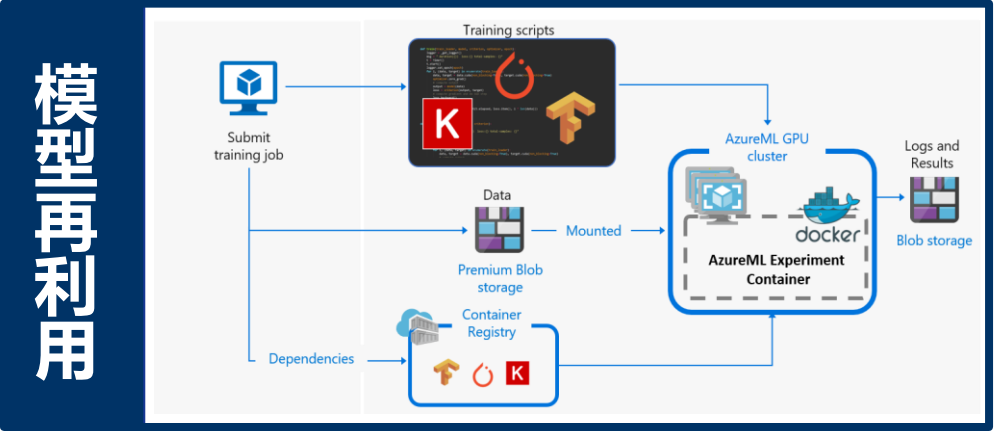 模型再利用
Training scripts
Submit
training job
AzureML GPU
cluster
Logs and
Results
Data
Mounted
docker
Blob storage
AzureML Experiment
Container
Premium Blob
storage
Container
Registry
Dependencies
K
K